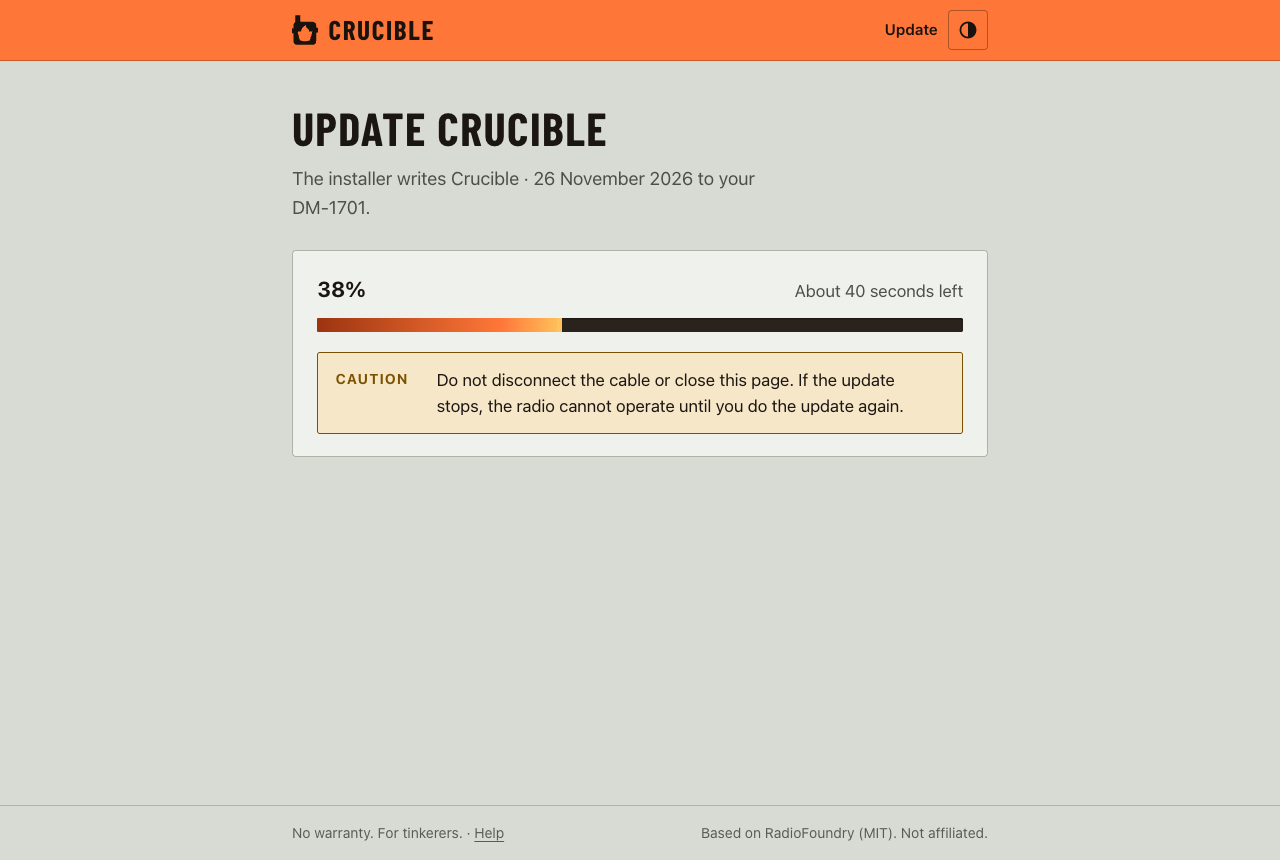 CRUCIBLE
Update
UPDATE CRUCIBLE
The installer writes Crucible · 26 November 2026 to your
DM-1701.
38%
About 40 seconds left
CAUTION
Do not disconnect the cable or close this page. If the update
stops, the radio cannot operate until you do the update again.
No warranty. For tinkerers. · Help
Based on RadioFoundry (MIT). Not affiliated.